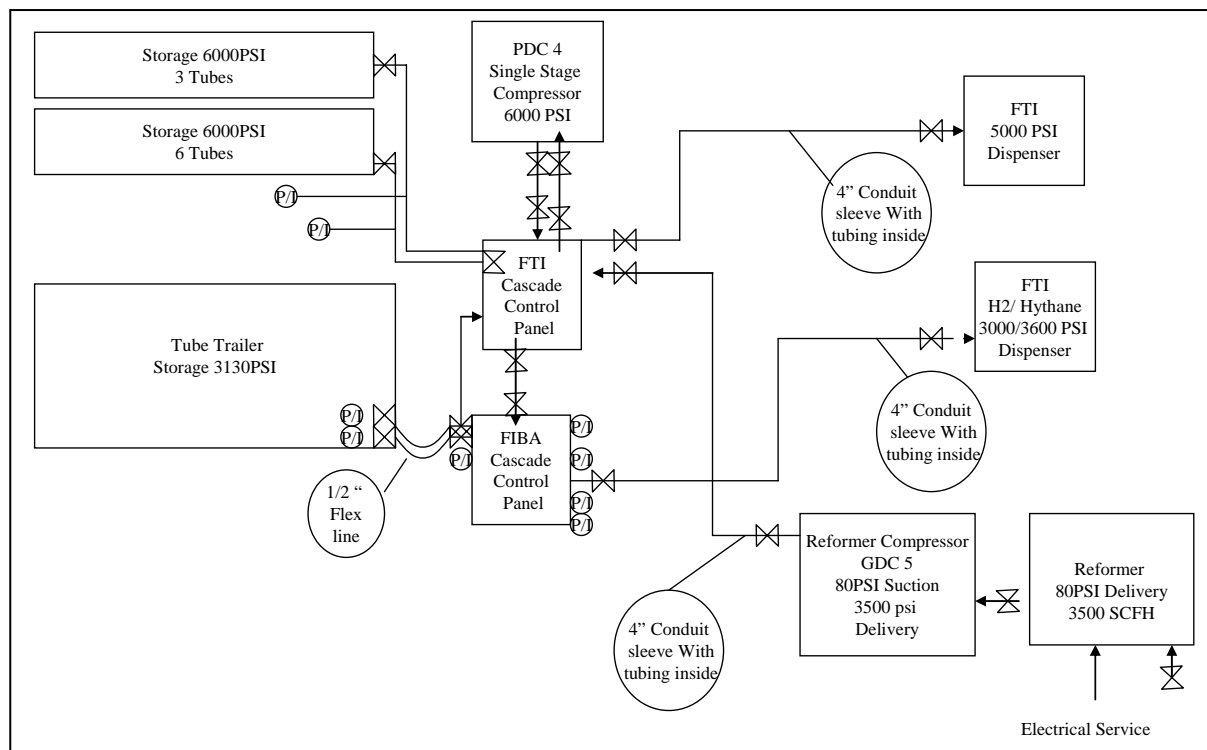 Storage 6000PSI
3 Tubes
Storage 6000PSI
6 Tubes
PDC 4
Single Stage
Compressor
6000 PSI
FTI
5000 PSI
Dispenser
4” Conduit
sleeve With
tubing inside
P/I
P/I
FTI
Cascade
Control
Panel
FTI
H2/ Hythane
3000/3600 PSI
Dispenser
Tube Trailer
Storage 3130PSI
P/I
P/I
FIBA
Cascade
Control
Panel
P/I
P/I
P/I
P/I
P/I
4” Conduit
sleeve With
tubing inside
1/2 “
Flex
line
Reformer Compressor
GDC 5
80PSI Suction
3500 psi
Delivery
Reformer
80PSI Delivery
3500 SCFH
4” Conduit
sleeve With
tubing inside
Electrical Service